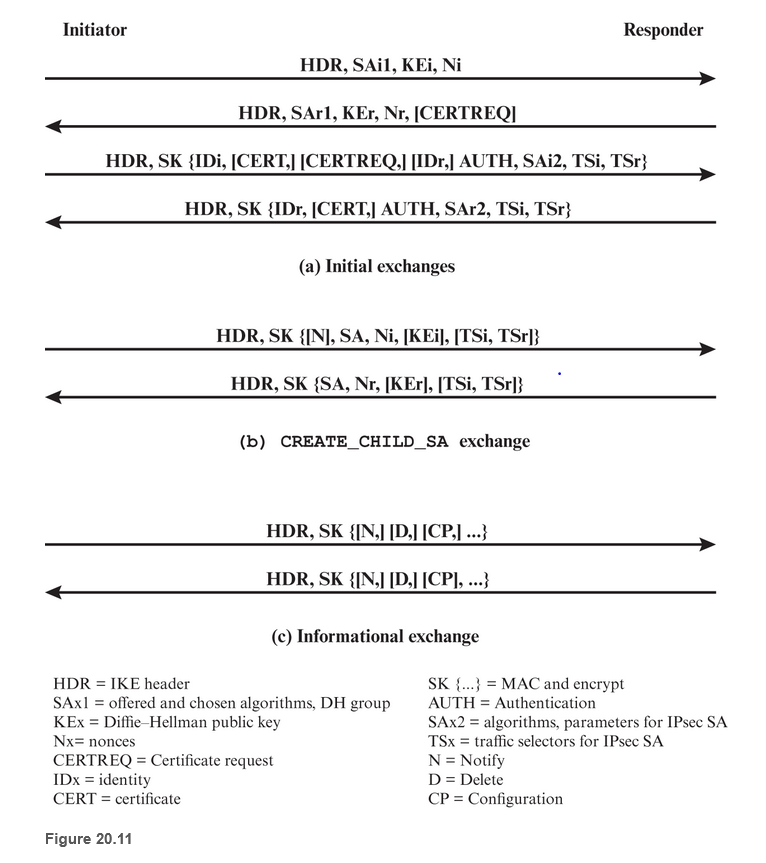 Initiator Responder
HDR, SAi1, KEi, Ni
HDR, SAr1, KEr, Nr, [CERTREQ]
HDR, SK {IDi, [CERT,] [CERTREQ,] [IDr,] AUTH, SAi2, TSi, TSr}
HDR, SK {IDr, [CERT,] AUTH, SAr2, TSi, TSr}
(a) Initial exchanges
HDR, SK {[N], SA, Ni, [KEi], [TSi, TSr]}
HDR, SK {SA, Nr, [KEr], [TSi, TSr]}
(b) CREATE_CHILD_SA exchange
HDR, SK {[N,] [D,] [CP,] ...}
HDR, SK {[N,] [D,] [CP], ...}
(c) Informational exchange
HDR = IKE header
SAx1 = offered and chosen algorithms, DH group
KEx = Diffie–Hellman public key
Nx= nonces
CERTREQ = Certificate request
IDx = identity
CERT = certificate
SK {...} = MAC and encrypt
AUTH = Authentication
SAx2 = algorithms, parameters for IPsec SA
TSx = traffic selectors for IPsec SA
N = Notify
D = Delete
CP = Configuration
Figure 20.11